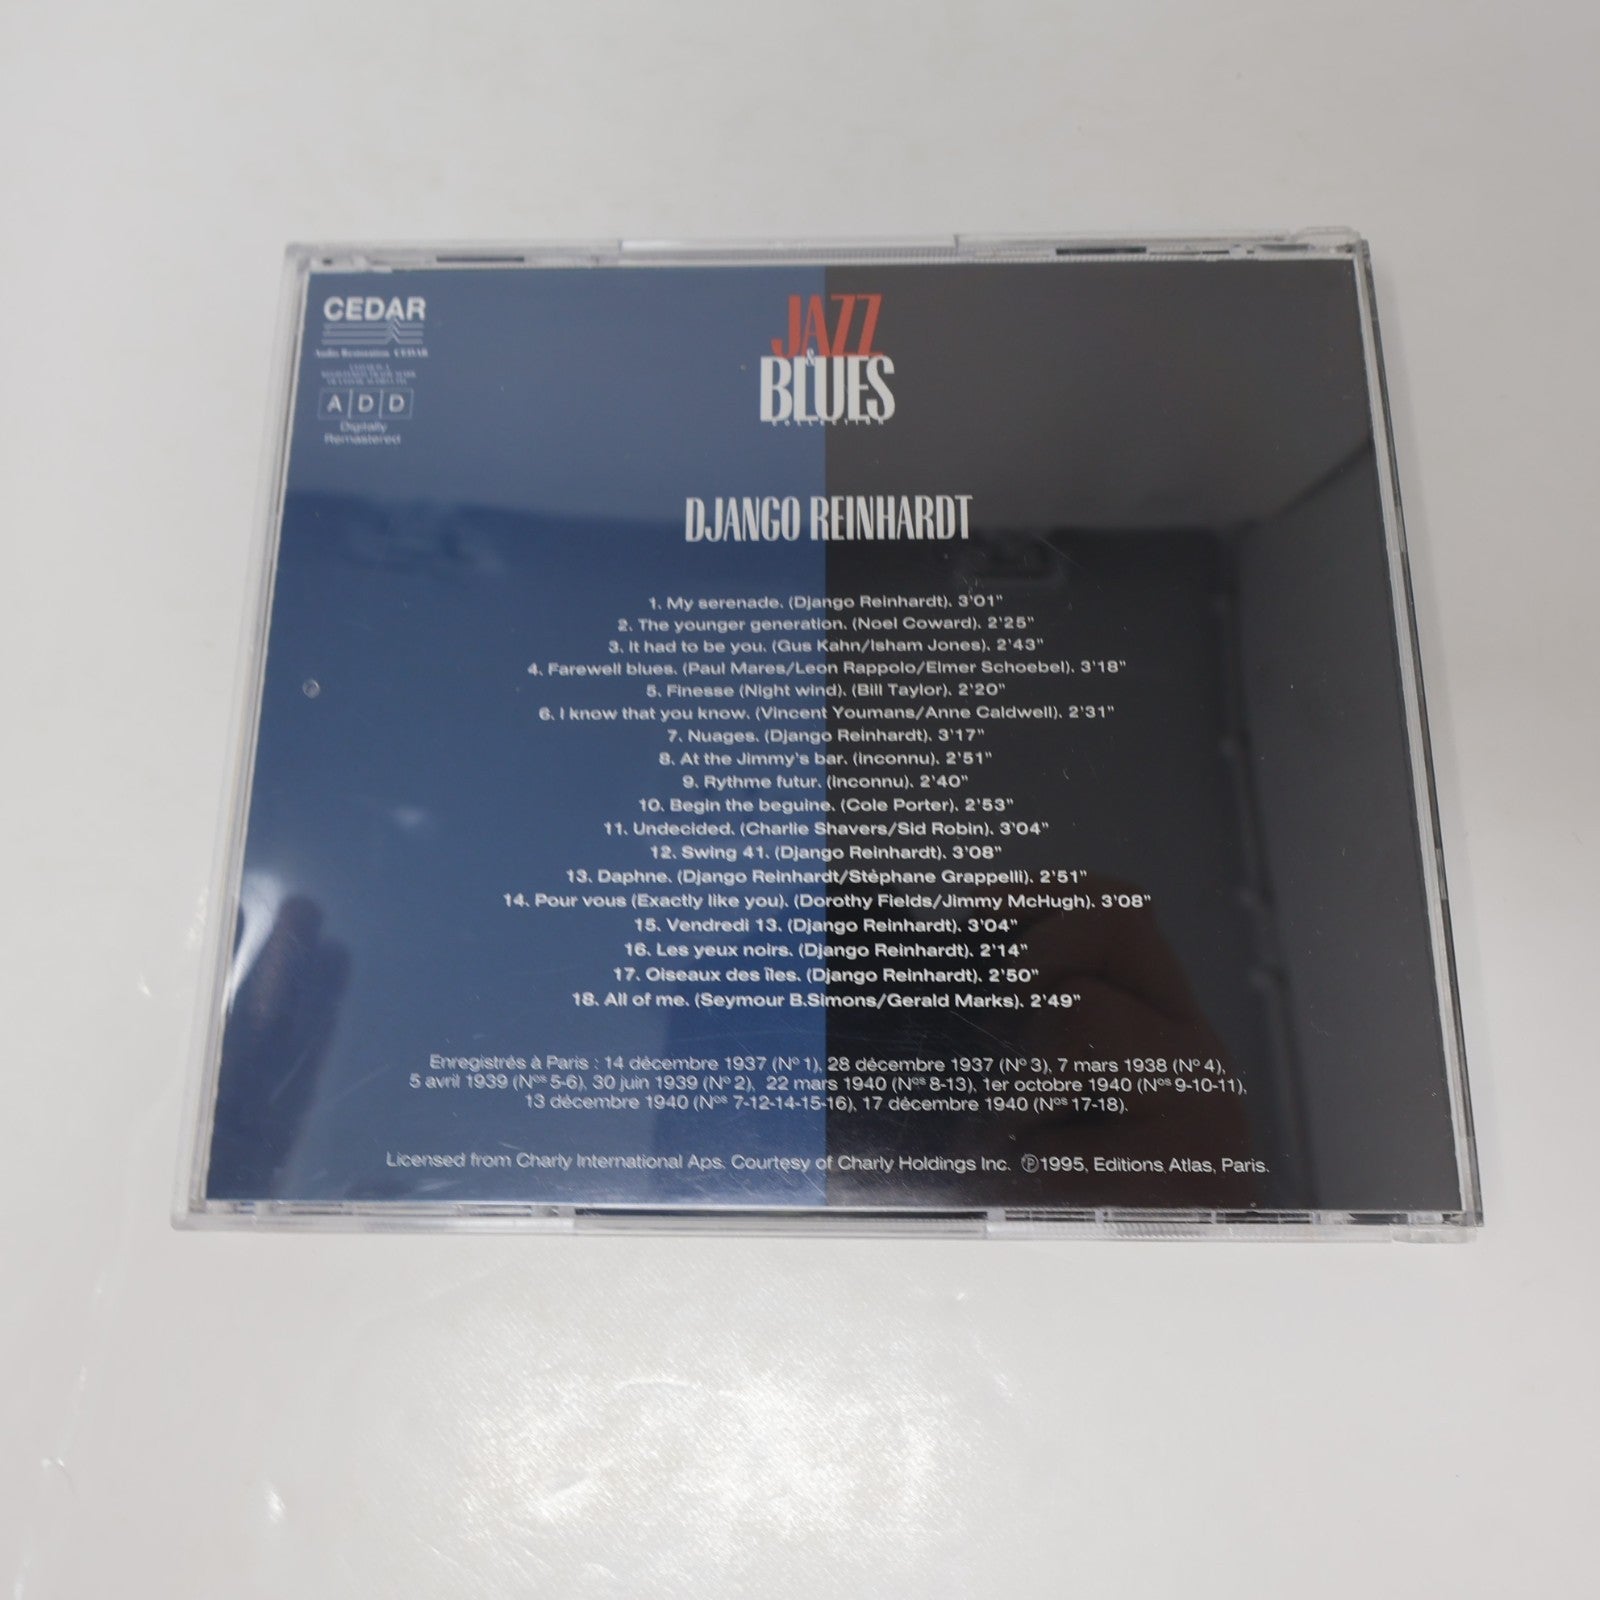 CEDAR
Audio Restoration CEDAR
A D D
Digitally
Remastered
JAZZ
& BLUES
COLLECTION
DJANGO REINHARDT
1. My serenade. (Django Reinhardt). 3'01"
2. The younger generation. (Noel Coward). 2'25"
3. It had to be you. (Gus Kahn/Isham Jones). 2'43"
4. Farewell blues. (Paul Mares/Leon Rappolo/Elmer Schoebel). 3'18"
5. Finesse (Night wind). (Bill Taylor). 2'20"
6. I know that you know. (Vincent Youmans/Anne Caldwell). 2'31"
7. Nuages. (Django Reinhardt). 3'17"
8. At the Jimmy's bar. (inconnu). 2'51"
9. Rythme futur. (inconnu). 2'40"
10. Begin the beguine. (Cole Porter). 2'53"
11. Undecided. (Charlie Shavers/Sid Robin). 3'04"
12. Swing 41. (Django Reinhardt). 3'08"
13. Daphne. (Django Reinhardt/Stéphane Grappelli). 2'51"
14. Pour vous (Exactly like you). (Dorothy Fields/Jimmy McHugh). 3'08"
15. Vendredi 13. (Django Reinhardt). 3'04"
16. Les yeux noirs. (Django Reinhardt). 2'14"
17. Oiseaux des îles. (Django Reinhardt). 2'50"
18. All of me. (Seymour B.Simons/Gerald Marks). 2'49"
Enregistrés à Paris : 14 décembre 1937 (Nº 1), 28 décembre 1937 (Nº 3), 7 mars 1938 (Nº 4),
5 avril 1939 (Nos 5-6), 30 juin 1939 (Nº 2), 22 mars 1940 (Nos 8-13), 1er octobre 1940 (Nos 9-10-11),
13 décembre 1940 (Nos 7-12-14-15-16), 17 décembre 1940 (Nos 17-18).
Licensed from Charly International Aps. Courtesy of Charly Holdings Inc. ℗1995, Editions Atlas, Paris.